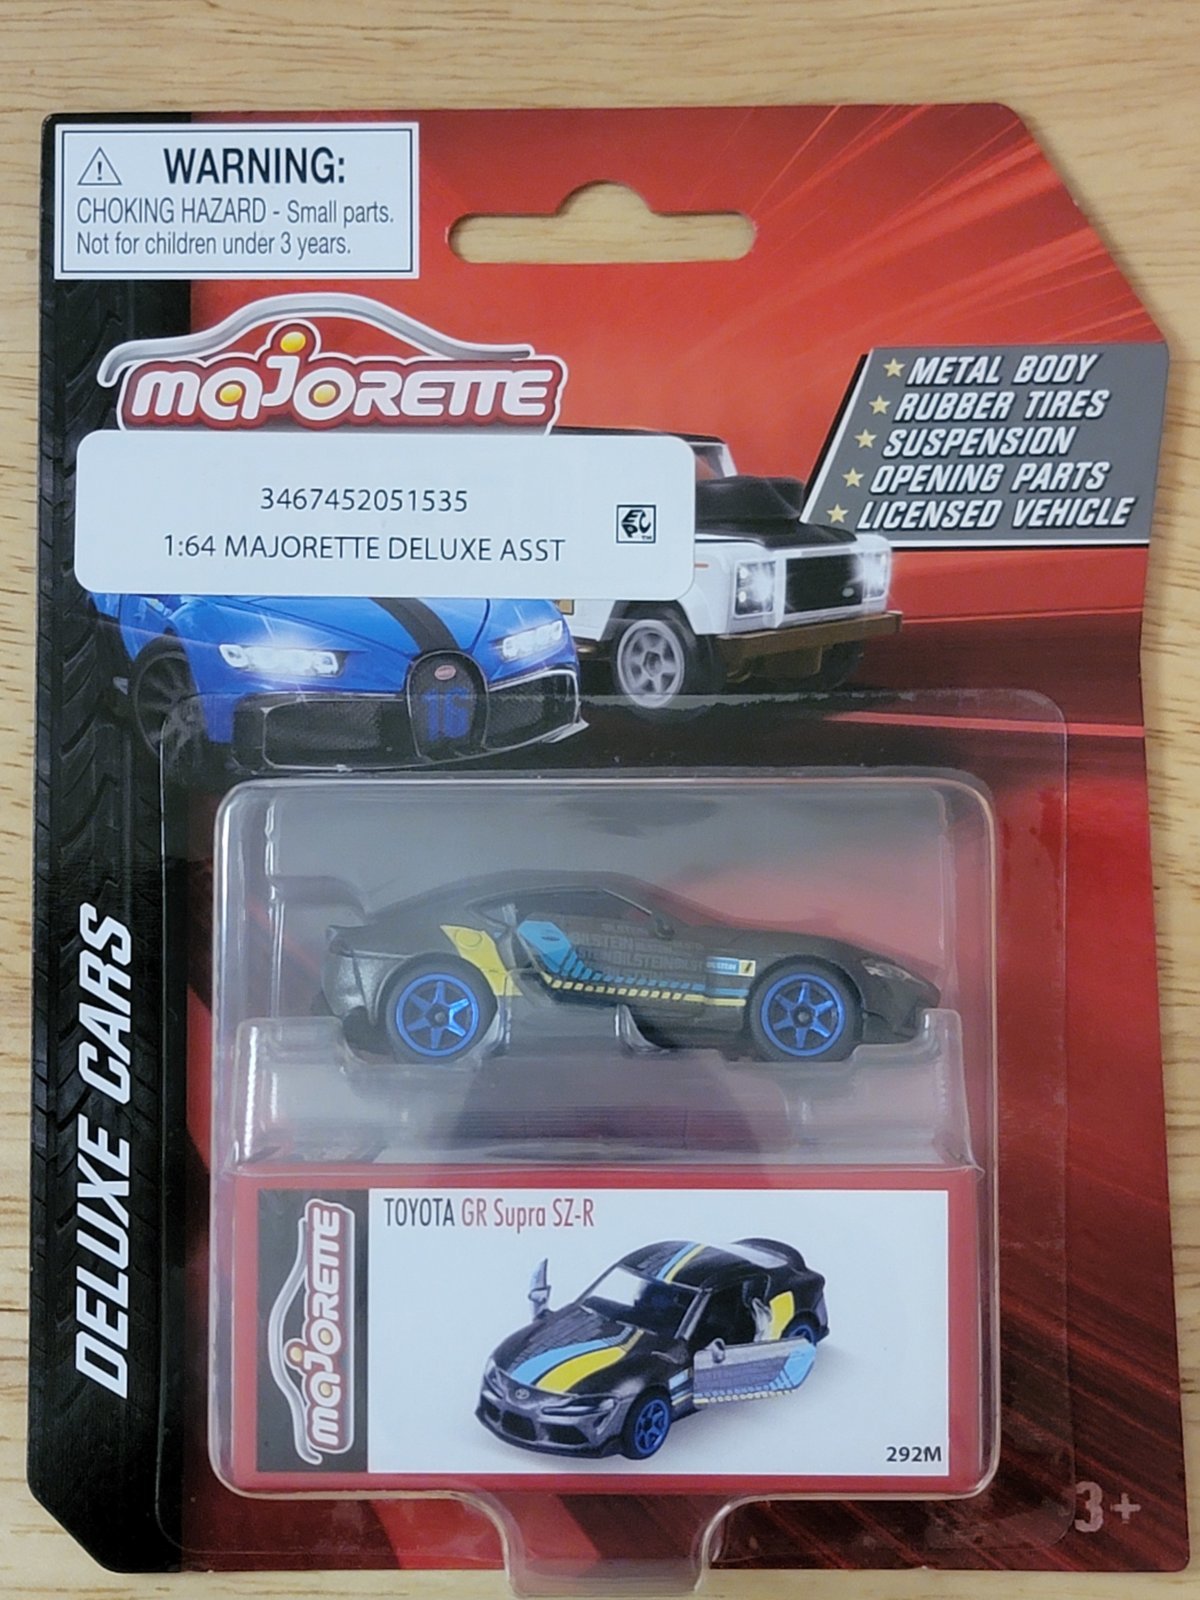 WARNING:
CHOKING HAZARD - Small parts.
Not for children under 3 years.
MAJORETTE
METAL BODY
RUBBER TIRES
SUSPENSION
OPENING PARTS
LICENSED VEHICLE
3467452051535
1:64 MAJORETTE DELUXE ASST
16
DELUXE CARS
TOYOTA GR Supra SZ-R
MAJORETTE
292M
3+